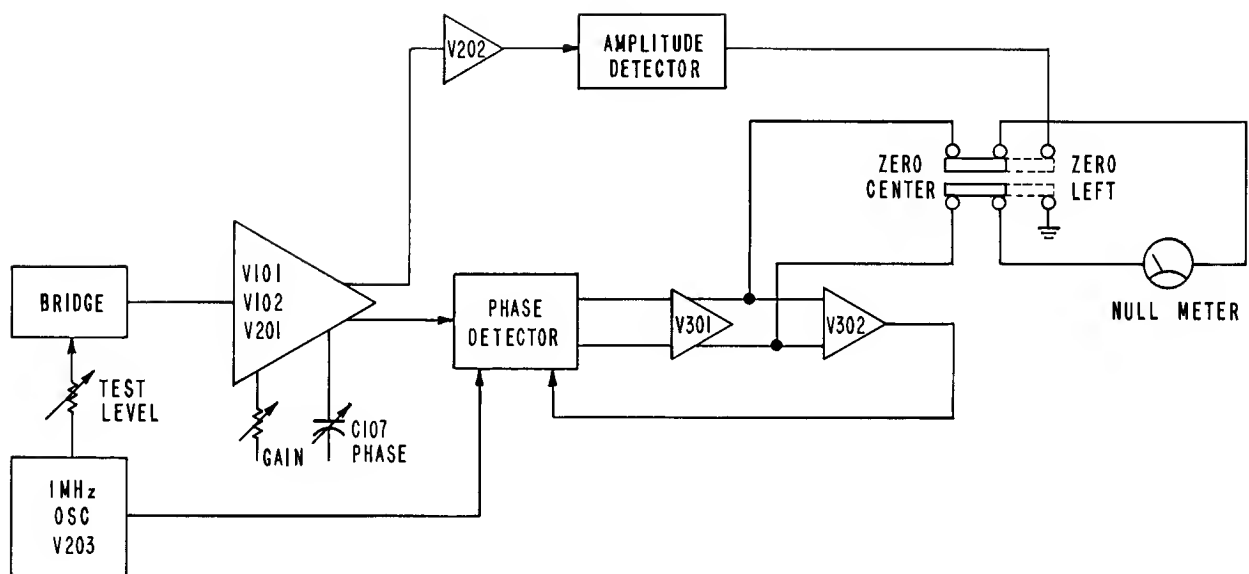 V202
AMPLITUDE
DETECTOR
ZERO
CENTER
ZERO
LEFT
BRIDGE
V101
V102
V201
PHASE
DETECTOR
V301
V302
NULL METER
TEST
LEVEL
GAIN
C107
PHASE
1MHz
OSC
V203